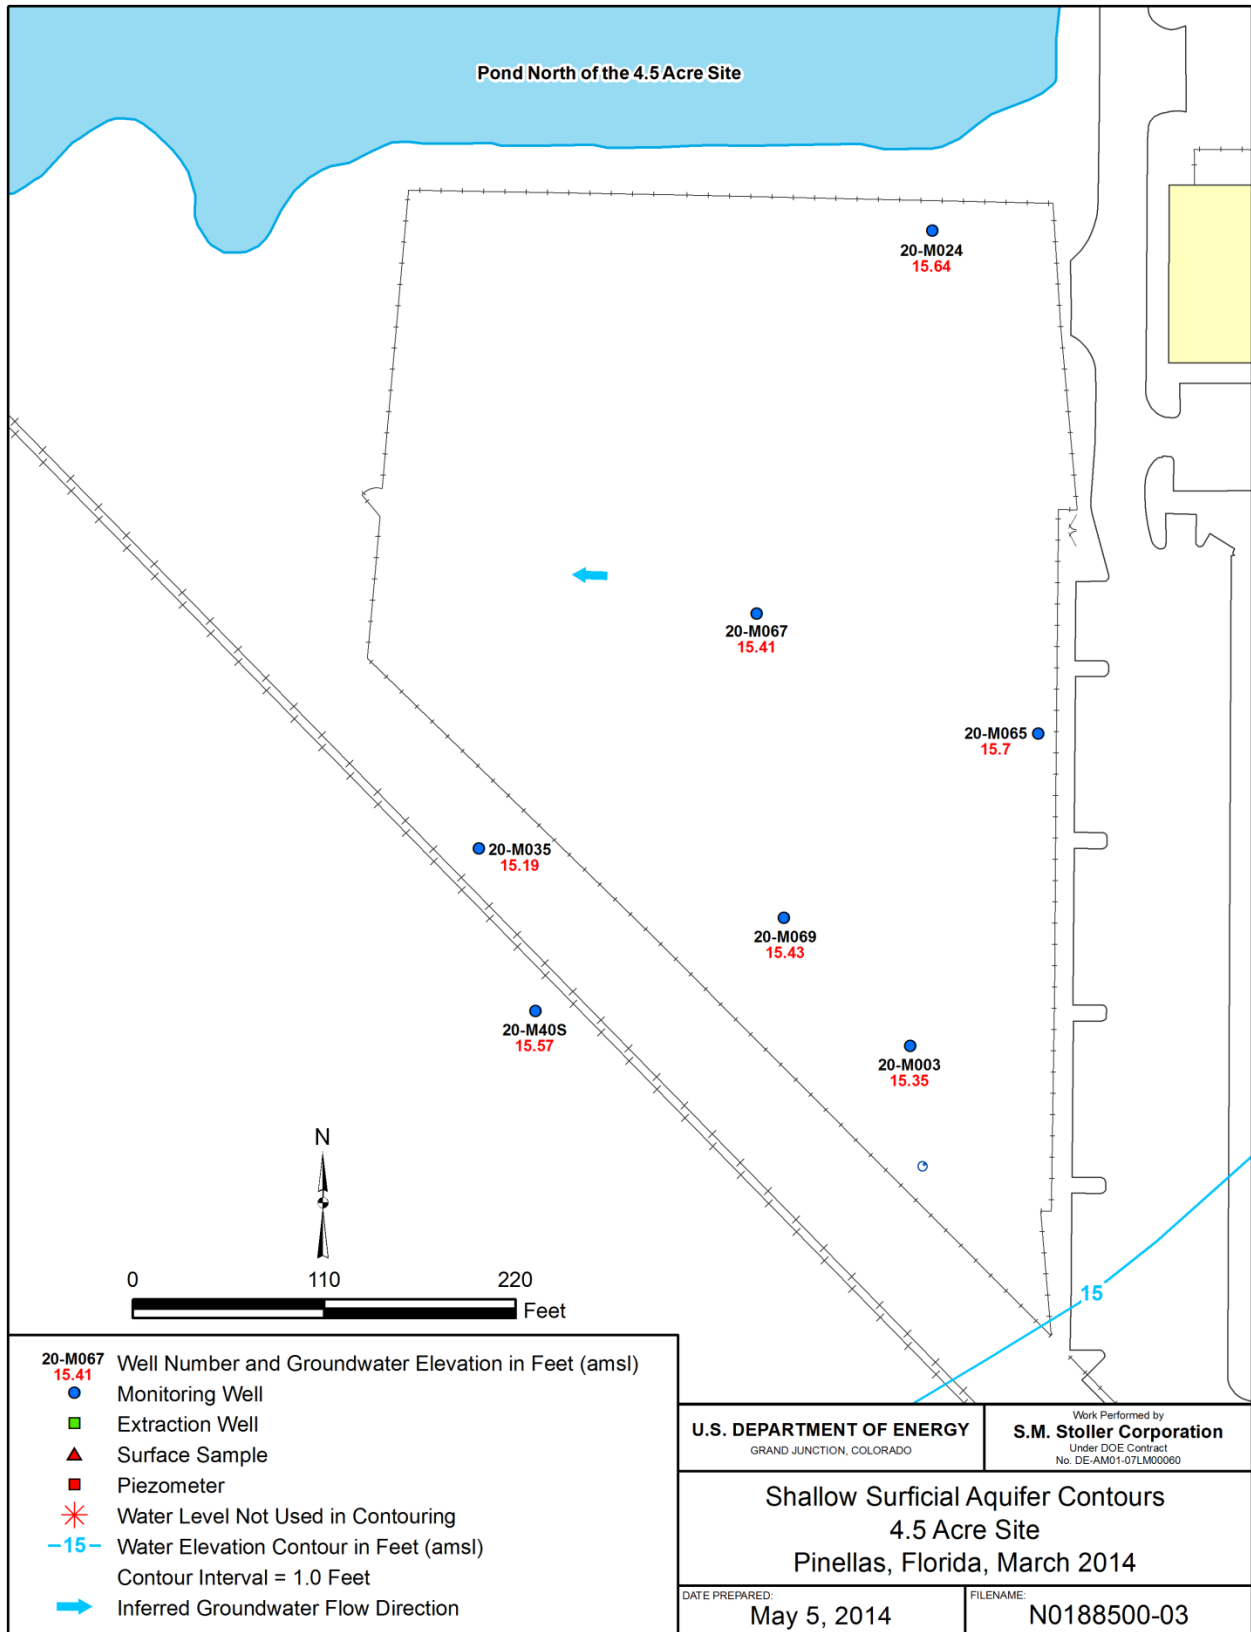 Pond North of the 4.5 Acre Site
20-M024
15.64
20-M067
15.41
20-M065
15.7
20-M035
15.19
20-M069
15.43
20-M40S
15.57
20-M003
15.35
N
0 110 220
Feet
15
20-M067
15.41
Well Number and Groundwater Elevation in Feet (amsl)
Monitoring Well
Extraction Well
Surface Sample
Piezometer
Water Level Not Used in Contouring
-15- Water Elevation Contour in Feet (amsl)
Contour Interval = 1.0 Feet
Inferred Groundwater Flow Direction
U.S. DEPARTMENT OF ENERGY
GRAND JUNCTION, COLORADO
Work Performed by
S.M. Stoller Corporation
Under DOE Contract
No. DE-AM01-07LM00060
Shallow Surficial Aquifer Contours
4.5 Acre Site
Pinellas, Florida, March 2014
DATE PREPARED:
May 5, 2014
FILENAME:
N0188500-03